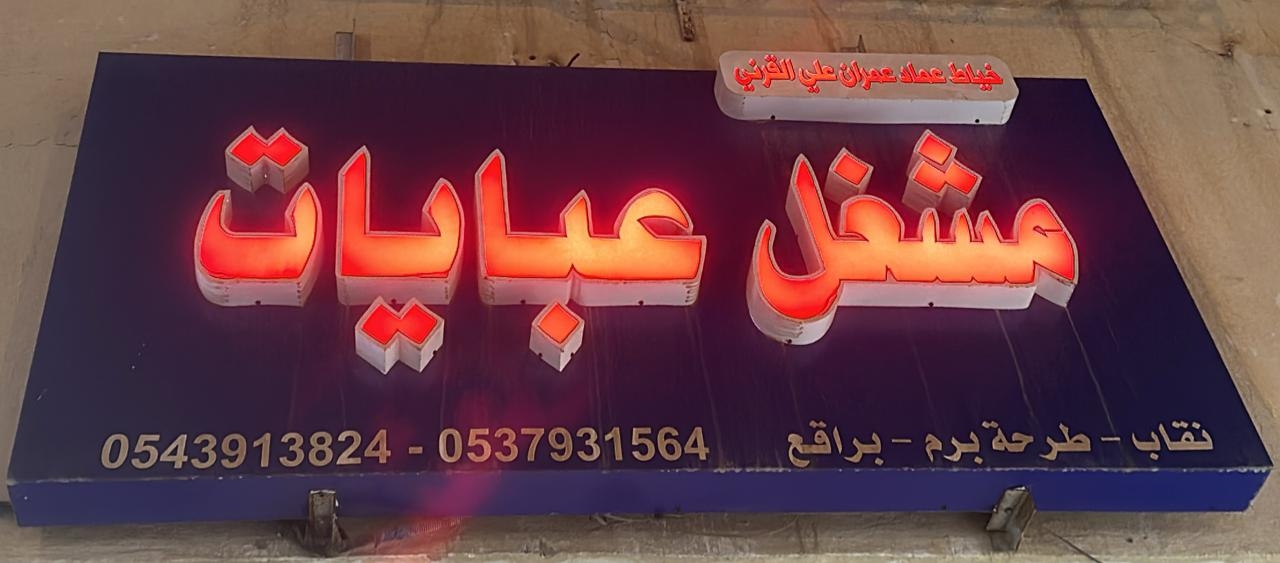 خياط عماد عمران علي القرني
مشغل عبايات
نقاب - طرحة برم - براقع
0543913824 - 0537931564